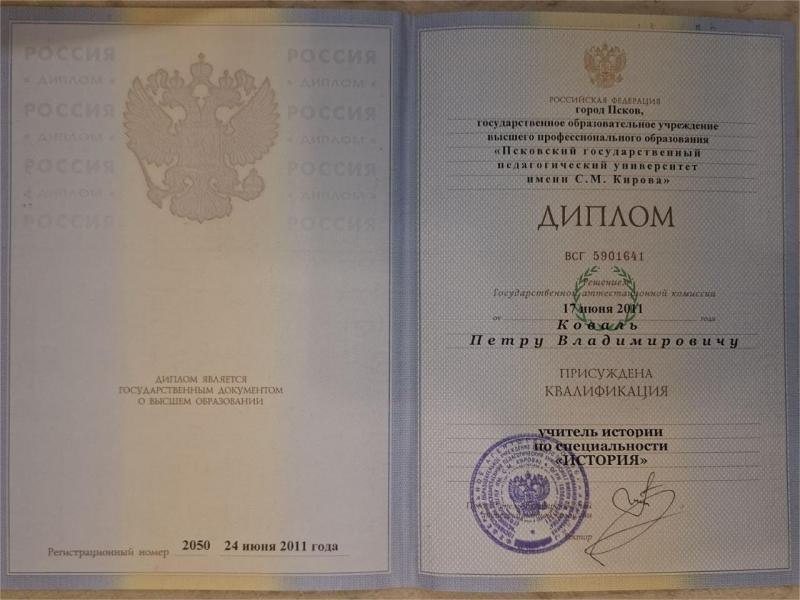 РОССИЯ
РОССИЯ
• ДИПЛОМ •
• ДИПЛОМ •
РОССИЯ
РОССИЯ
• ДИПЛОМ •
• ДИПЛОМ •
РОССИЯ
РОССИЯ
• ДИПЛОМ •
• ДИПЛОМ •
РОССИЯ
РОССИЯ
ДИПЛОМ ЯВЛЯЕТСЯ
ГОСУДАРСТВЕННЫМ ДОКУМЕНТОМ
О ВЫСШЕМ ОБРАЗОВАНИИ
Регистрационный номер 2050 24 июня 2011 года
РОССИЙСКАЯ ФЕДЕРАЦИЯ
город Псков,
государственное образовательное учреждение
высшего профессионального образования
«Псковский государственный
педагогический университет
имени С.М. Кирова»
ДИПЛОМ
ВСГ 5901641
Решением
Государственной аттестационной комиссии
от 17 июня 2011 года
Коваль
Петру Владимировичу
ПРИСУЖДЕНА
КВАЛИФИКАЦИЯ
учитель истории
по специальности
«ИСТОРИЯ»